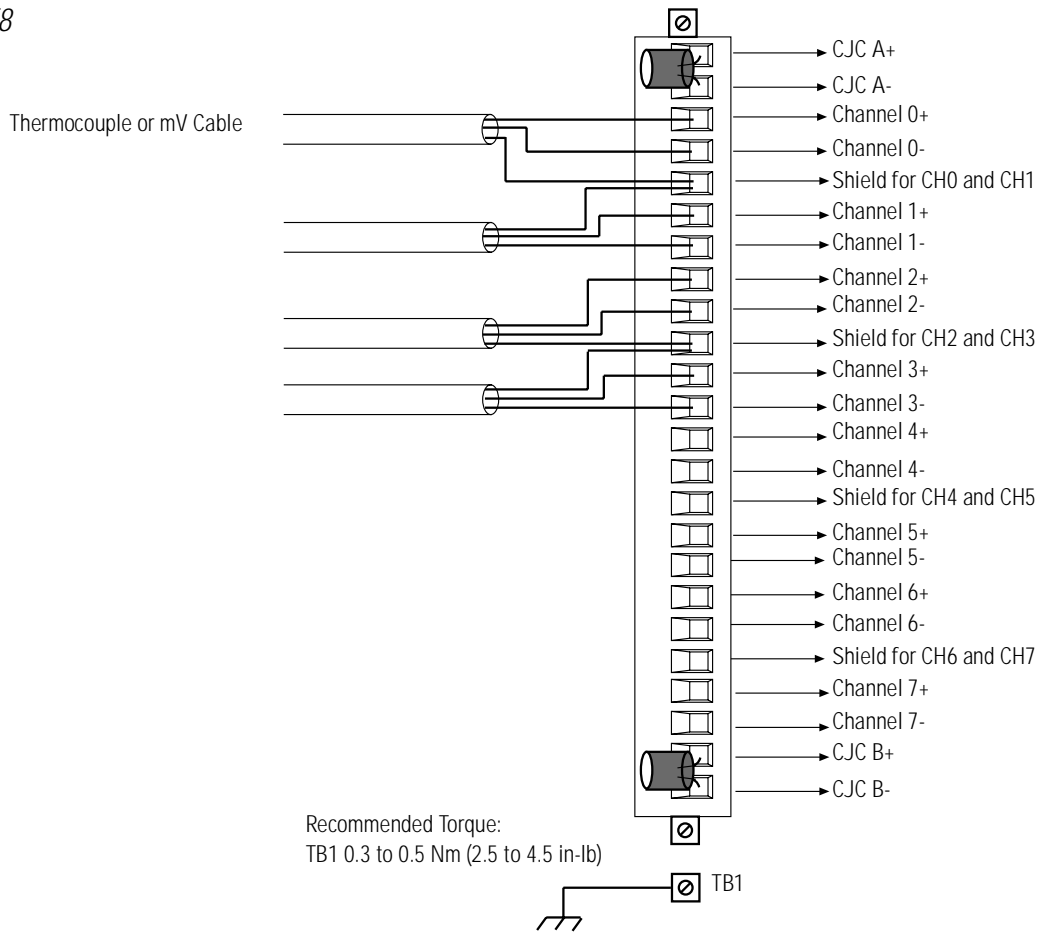 Thermocouple or mV Cable
CJC A+
CJC A-
Channel 0+
Channel 0-
Shield for CH0 and CH1
Channel 1+
Channel 1-
Channel 2+
Channel 2-
Shield for CH2 and CH3
Channel 3+
Channel 3-
Channel 4+
Channel 4-
Shield for CH4 and CH5
Channel 5+
Channel 5-
Channel 6+
Channel 6-
Shield for CH6 and CH7
Channel 7+
Channel 7-
CJC B+
CJC B-
Recommended Torque:
TB1 0.3 to 0.5 Nm (2.5 to 4.5 in-lb)
TB1